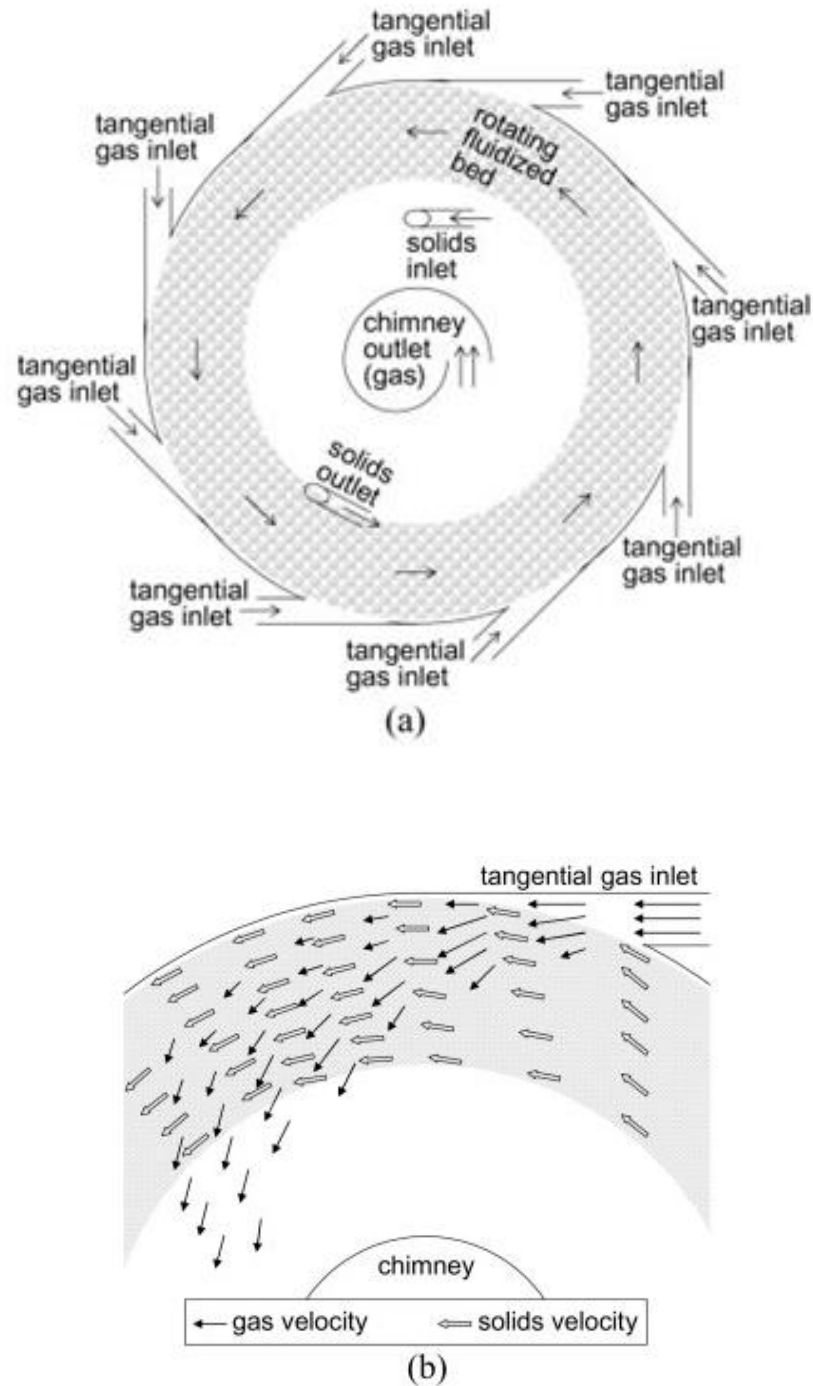 tangential
gas inlet
tangential
gas inlet
tangential
gas inlet
rotating
fluidized
bed
solids
inlet
chimney
outlet
(gas)
tangential
gas inlet
tangential
gas inlet
solids
outlet
tangential
gas inlet
tangential
gas inlet
tangential
gas inlet
(a)
tangential gas inlet
chimney
gas velocity
solids velocity
(b)